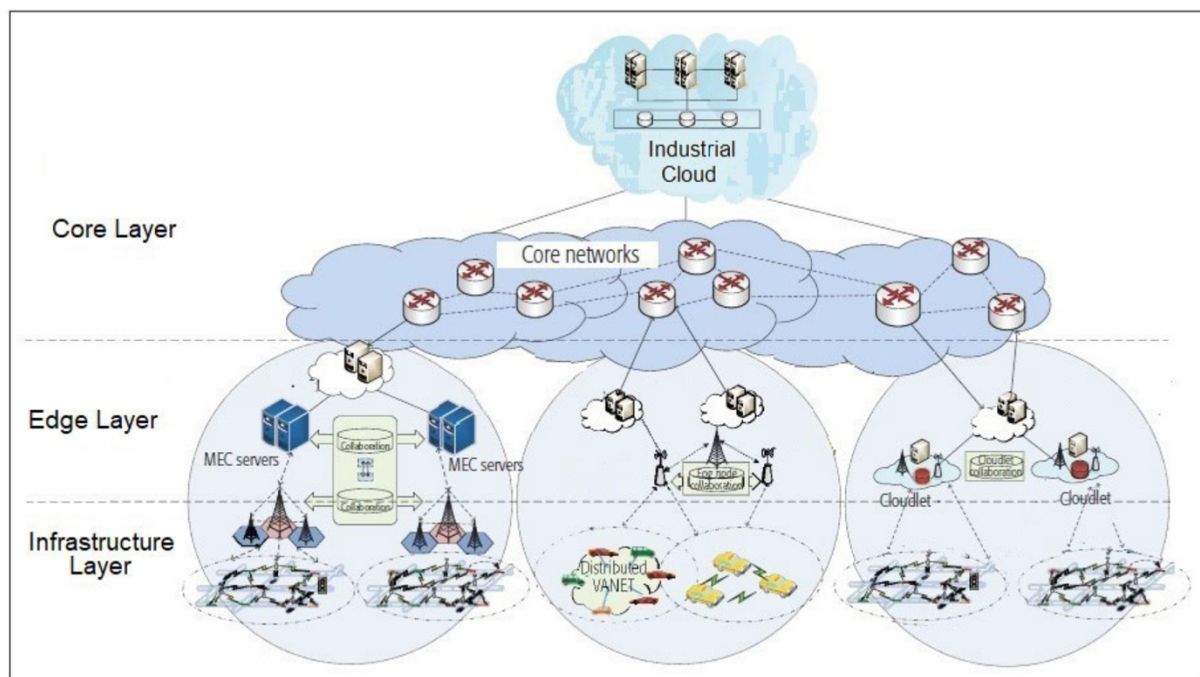 Industrial
Cloud
Core Layer
Core networks
Edge Layer
Collaboration
MEC servers
MEC servers
Fog node
collaboration
Cloudlet
collaboration
Cloudlet
Cloudlet
Collaboration
Infrastructure
Layer
Distributed
VANET